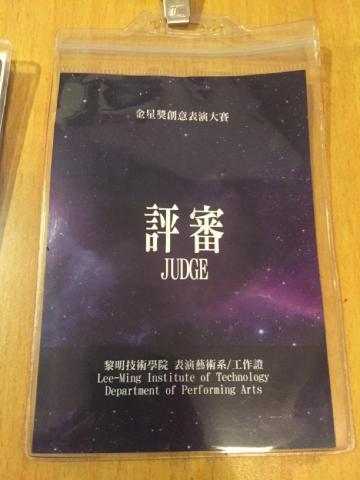 金星獎創意表演大賽
評審
JUDGE
黎明技術學院 表演藝術系/工作證
Lee-Ming Institute of Technology
Department of Performing Arts